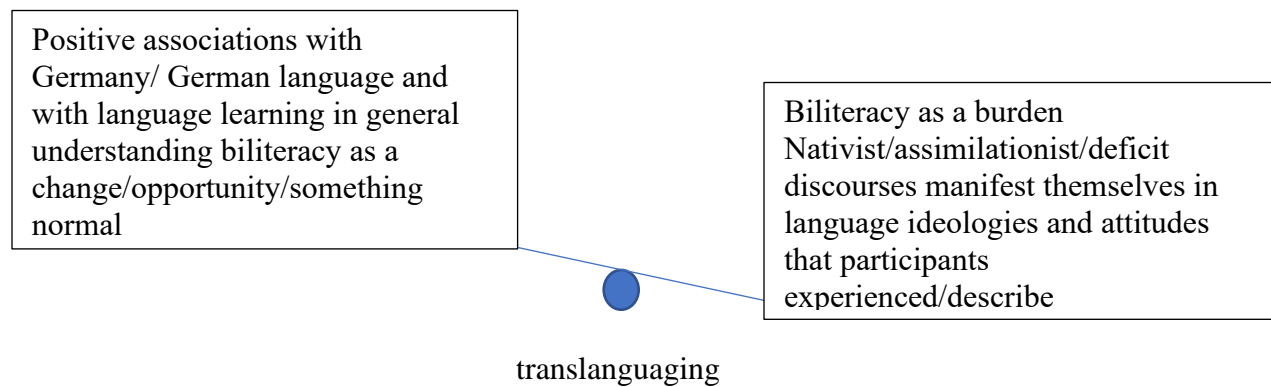 Positive associations with
Germany/ German language and
with language learning in general
understanding biliteracy as a
change/opportunity/something
normal
Biliteracy as a burden
Nativist/assimilationist/deficit
discourses manifest themselves in
language ideologies and attitudes
that participants
experienced/describe
translanguaging